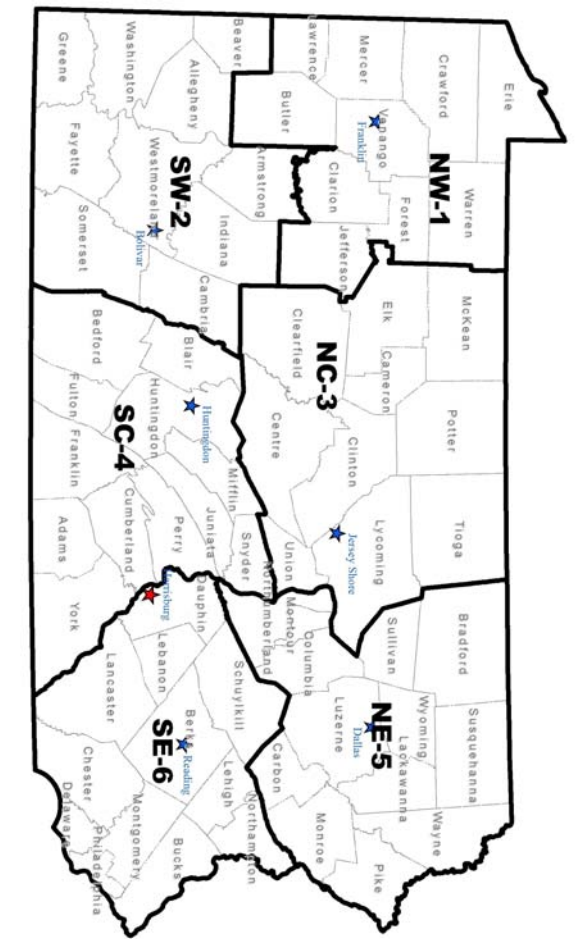 Erie
Crawford
Warren
McKean
Potter
Tioga
Bradford
Susquehanna
Wayne
Mercer
Venango
Franklin
NW-1
Forest
Elk
Cameron
Clinton
Lycoming
Sullivan
Wyoming
Lackawanna
Pike
Lawrence
Butler
Clarion
Jefferson
NC-3
Clearfield
Centre
Jersey Shore
Union
Montour
Columbia
NE-5
Dallas
Luzerne
Monroe
Carbon
Beaver
Armstrong
Indiana
Northumberland
Snyder
Allegheny
Westmoreland
SW-2
Bolivar
Cambria
Blair
Huntingdon
Huntingdon
Mifflin
Juniata
Perry
Dauphin
Schuylkill
Northampton
Lehigh
Washington
Greene
Fayette
Somerset
Bedford
Fulton
Franklin
SC-4
Cumberland
Adams
York
Harrisburg
Lebanon
Lancaster
SE-6
Berks
Reading
Chester
Montgomery
Bucks
Delaware
Philadelphia